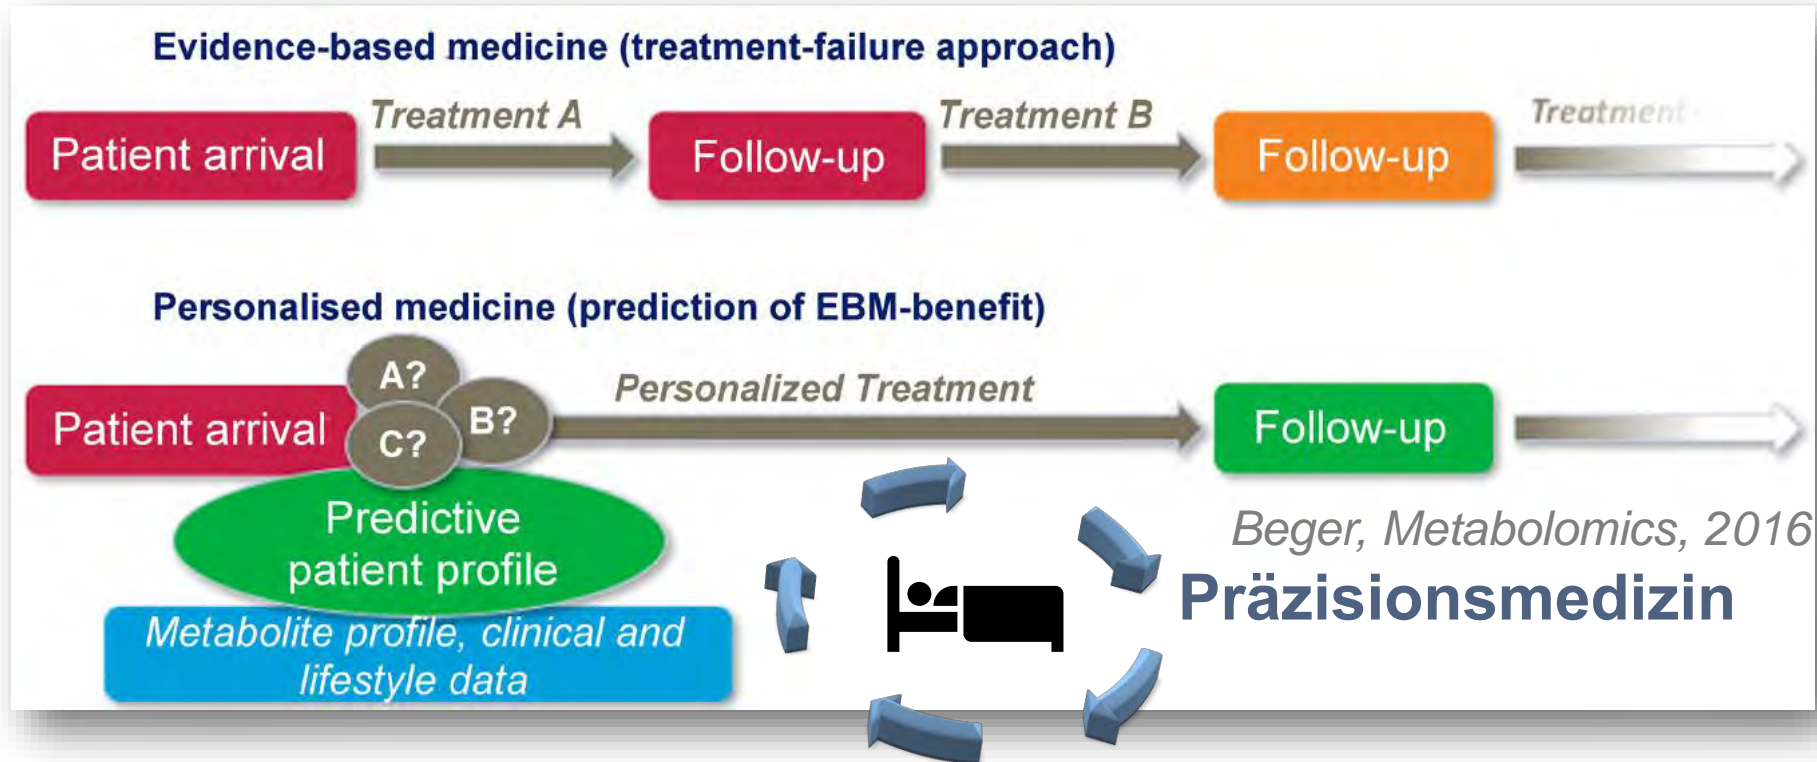 Evidence-based medicine (treatment-failure approach)
Patient arrival
Treatment A
Follow-up
Treatment B
Follow-up
Treatment
Personalised medicine (prediction of EBM-benefit)
Patient arrival
A?
B?
C?
Personalized Treatment
Follow-up
Predictive
patient profile
Metabolite profile, clinical and
lifestyle data
Beger, Metabolomics, 2016
Präzisionsmedizin